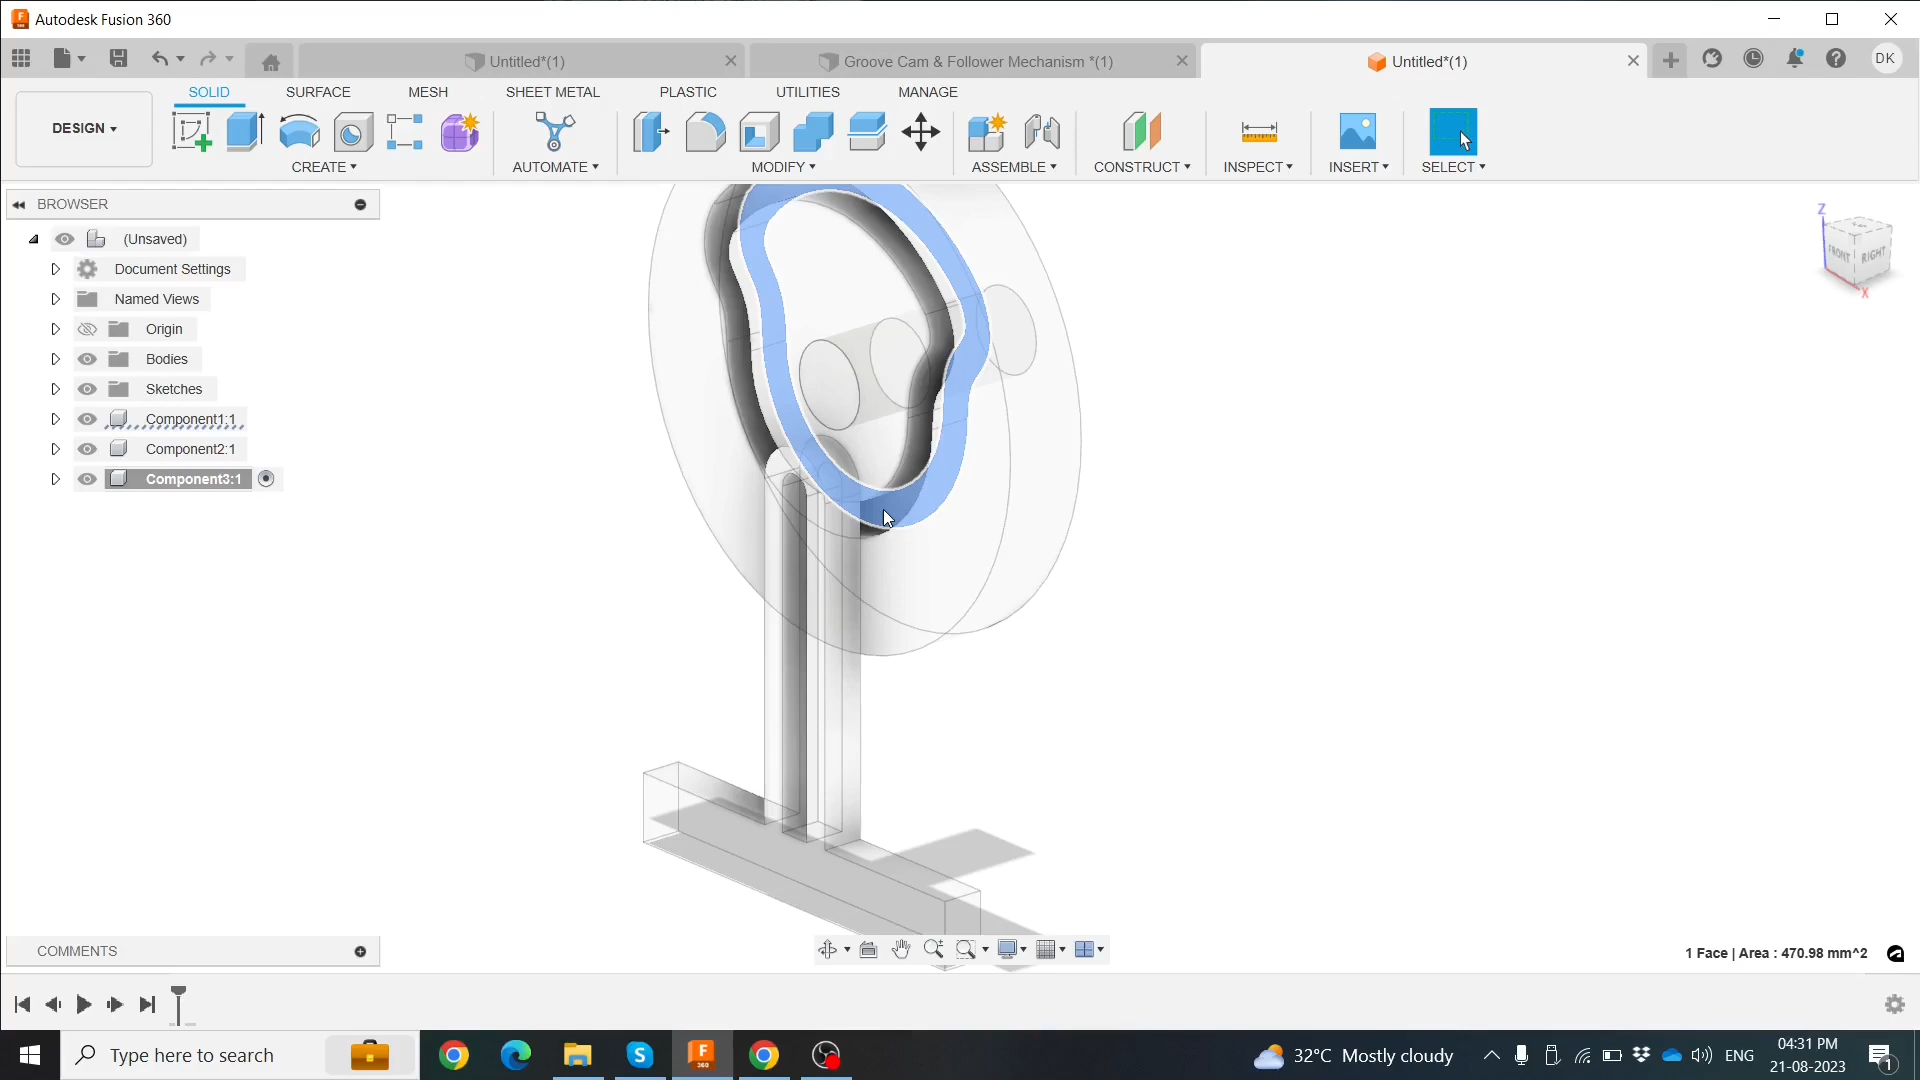 Autodesk Fusion 360
Untitled*(1)
Groove Cam & Follower Mechanism *(1)
Untitled*(1)
DK
DESIGN
SOLID
SURFACE
MESH
SHEET METAL
PLASTIC
UTILITIES
MANAGE
CREATE
AUTOMATE
MODIFY
ASSEMBLE
CONSTRUCT
INSPECT
INSERT
SELECT
BROWSER
(Unsaved)
Document Settings
Named Views
Origin
Bodies
Sketches
Component1:1
Component2:1
Component3:1
Z
FRONT
RIGHT
X
COMMENTS
1 Face | Area : 470.98 mm^2
Type here to search
32°C Mostly cloudy
ENG
04:31 PM
21-08-2023
1